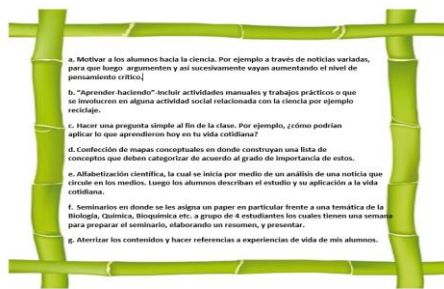 a. Motivar a los alumnos hacia la ciencia. Por ejemplo a través de noticias variadas,
para que luego argumenten y así sucesivamente vayan aumentando el nivel de
pensamiento crítico.
b. "Aprender-haciendo"-Incluir actividades manuales y trabajos prácticos o que
se involucren en alguna actividad social relacionada con la ciencia por ejemplo
reciclaje.
c. Hacer una pregunta simple al fin de la clase. Por ejemplo, ¿cómo podrían
aplicar lo que aprendieron hoy en tu vida cotidiana?
d. Confección de mapas conceptuales en donde construyan una lista de
conceptos que deben categorizar de acuerdo al grado de importancia de estos.
e. Alfabetización científica, la cual se inicia por medio de un análisis de una noticia que
circule en los medios. Luego los alumnos describan el estudio y su aplicación a la vida
cotidiana.
f. Seminarios en donde se les asigna un paper en particular frente a una temática de la
Biología, Química, Bioquímica etc. a grupo de 4 estudiantes los cuales tienen una semana
para preparar el seminario, elaborando un resumen, y presentar.
g. Aterrizar los contenidos y hacer referencias a experiencias de vida de mis alumnos.